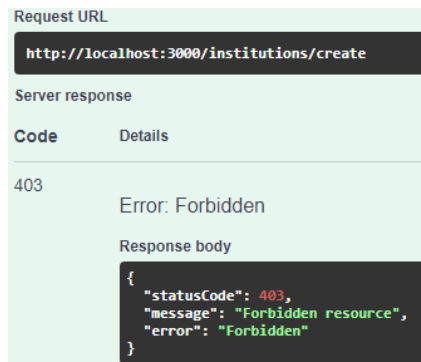 Request URL
http://localhost:3000/institutions/create
Server response
Code Details
403
Error: Forbidden
Response body
{
"statusCode": 403,
"message": "Forbidden resource",
"error": "Forbidden"
}